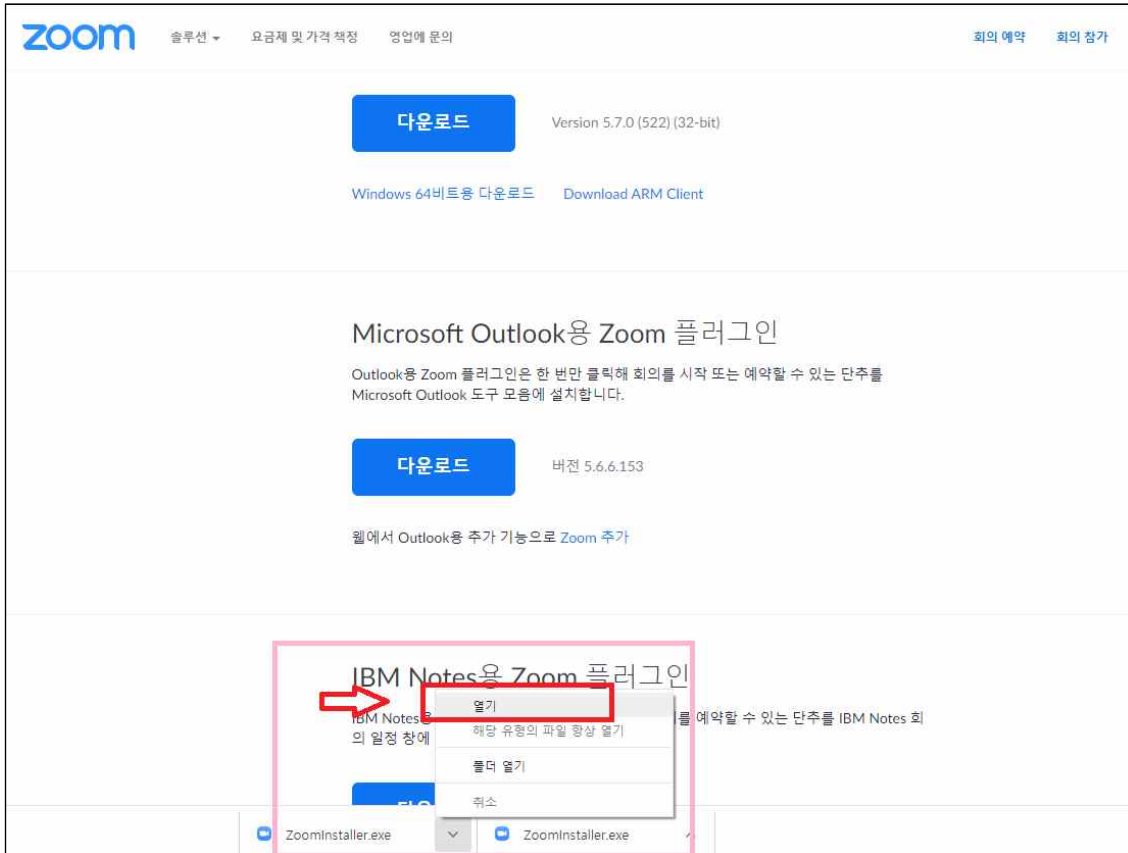 zoom 솔루션 요금제 및 가격 책정 영업에 문의 회의 예약 회의 참가
다운로드 Version 5.7.0 (522) (32-bit)
Windows 64비트용 다운로드 Download ARM Client
Microsoft Outlook용 Zoom 플러그인
Outlook용 Zoom 플러그인은 한 번만 클릭해 회의를 시작 또는 예약할 수 있는 단추를
Microsoft Outlook 도구 모음에 설치합니다.
다운로드 버전 5.6.6.153
웹에서 Outlook용 추가 기능으로 Zoom 추가
IBM Notes용 Zoom 플러그인
열기
IBM Notes용 를 예약할 수 있는 단추를 IBM Notes 회
해당 유형의 파일 항상 열기
의 일정 창에
폴더 열기
취소
ZoomInstaller.exe ZoomInstaller.exe